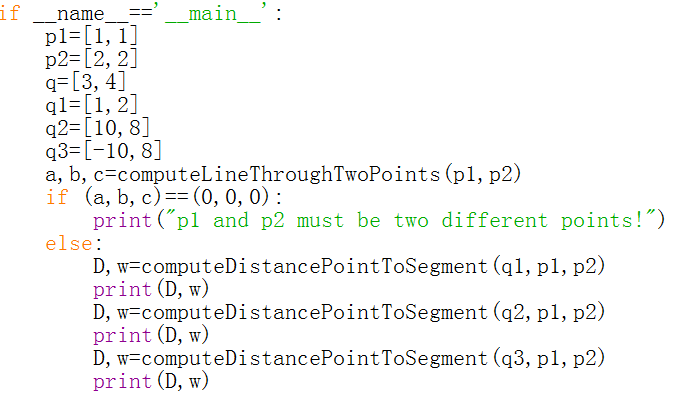 if __name__=='__main__':
    p1=[1,1]
    p2=[2,2]
    q=[3,4]
    q1=[1,2]
    q2=[10,8]
    q3=[-10,8]
    a,b,c=computeLineThroughTwoPoints(p1,p2)
    if (a,b,c)==(0,0,0):
        print("p1 and p2 must be two different points!")
    else:
        D,w=computeDistancePointToSegment(q1,p1,p2)
        print(D,w)
        D,w=computeDistancePointToSegment(q2,p1,p2)
        print(D,w)
        D,w=computeDistancePointToSegment(q3,p1,p2)
        print(D,w)